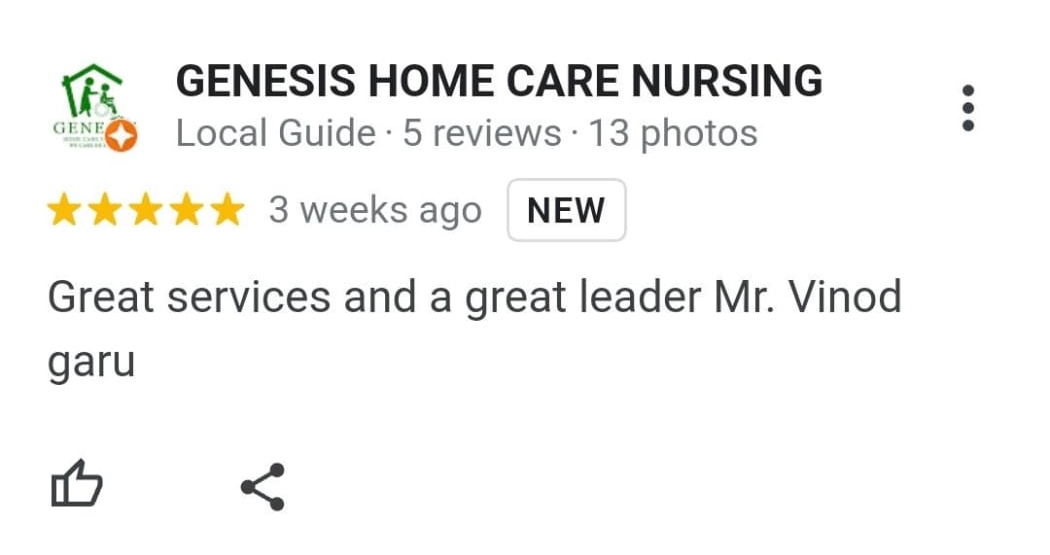 GENESIS HOME CARE NURSING
GENE
Local Guide · 5 reviews · 13 photos
3 weeks ago NEW
Great services and a great leader Mr. Vinod
garu